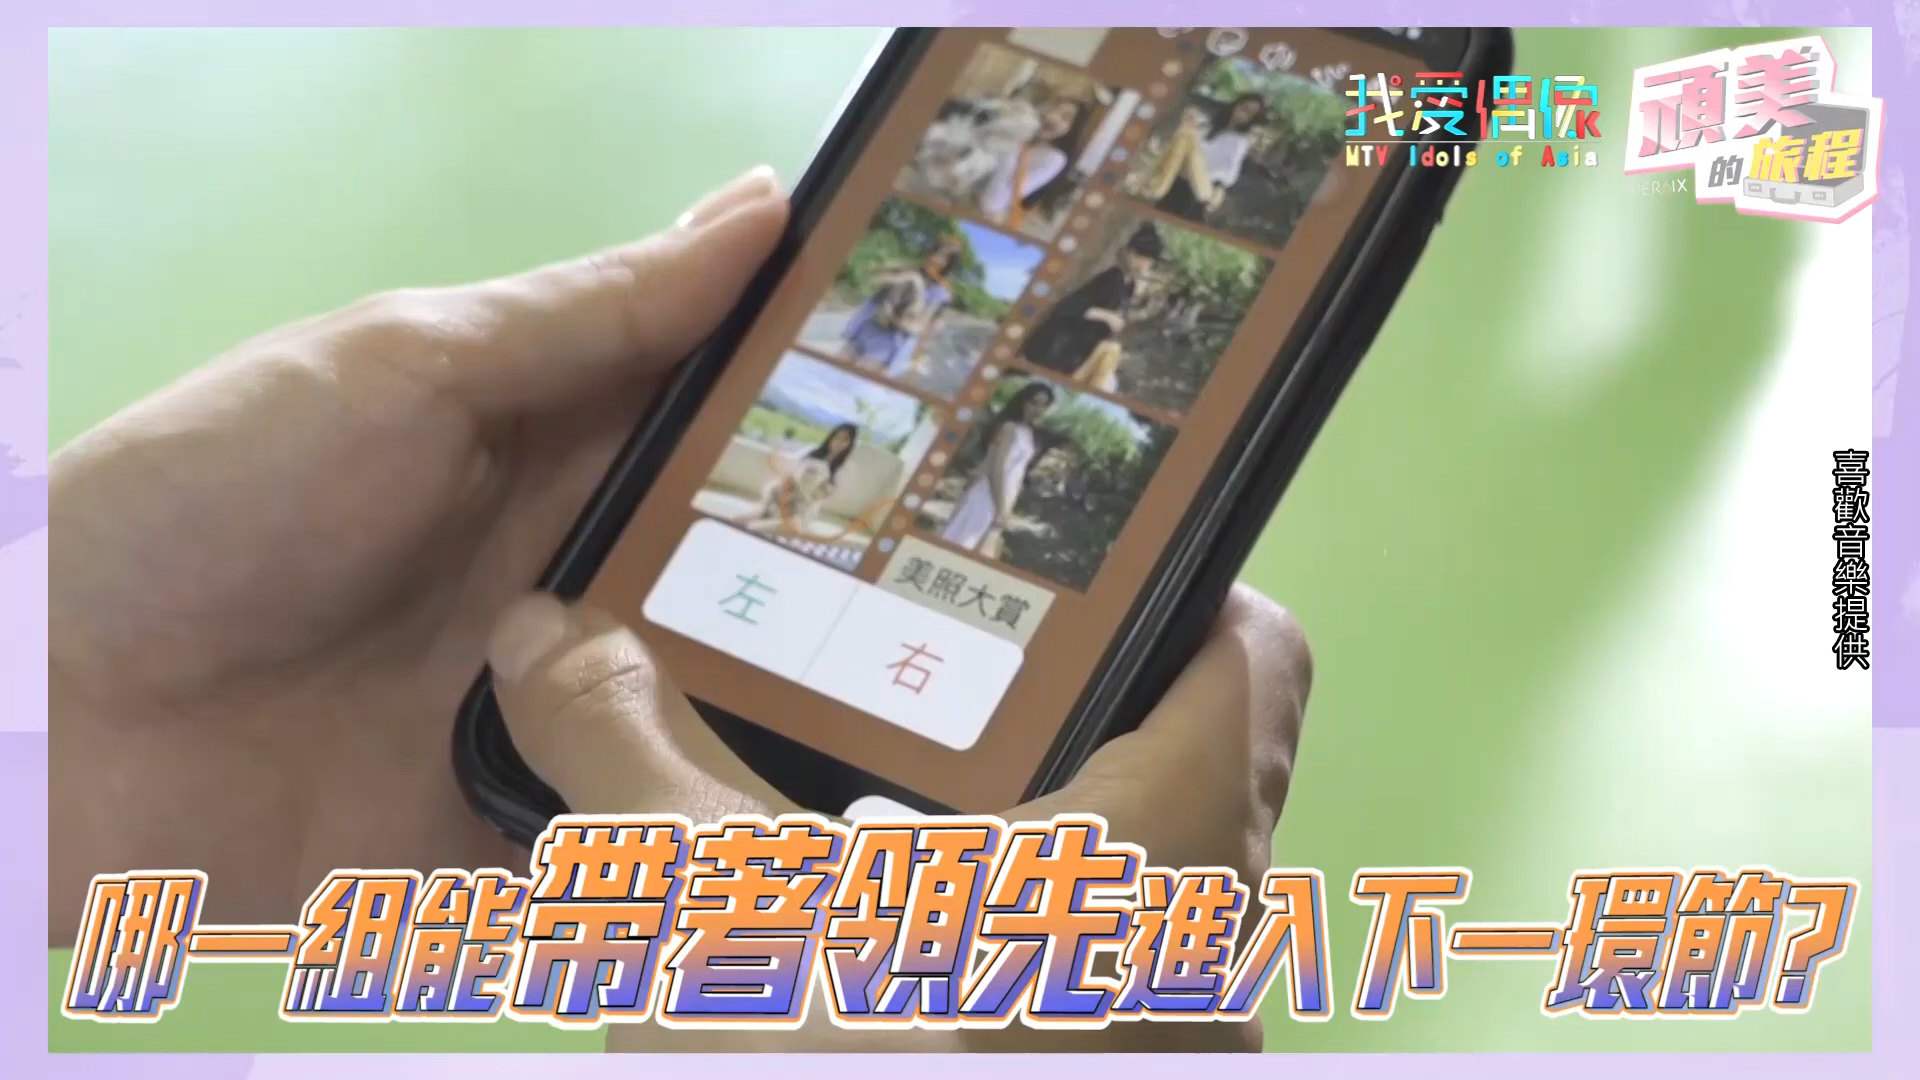 我愛偶像
MTV Idols of Asia
頑美
的旅程
喜歡音樂提供
美照大賞
左
右
哪一組能帶著領先進入下一環節?